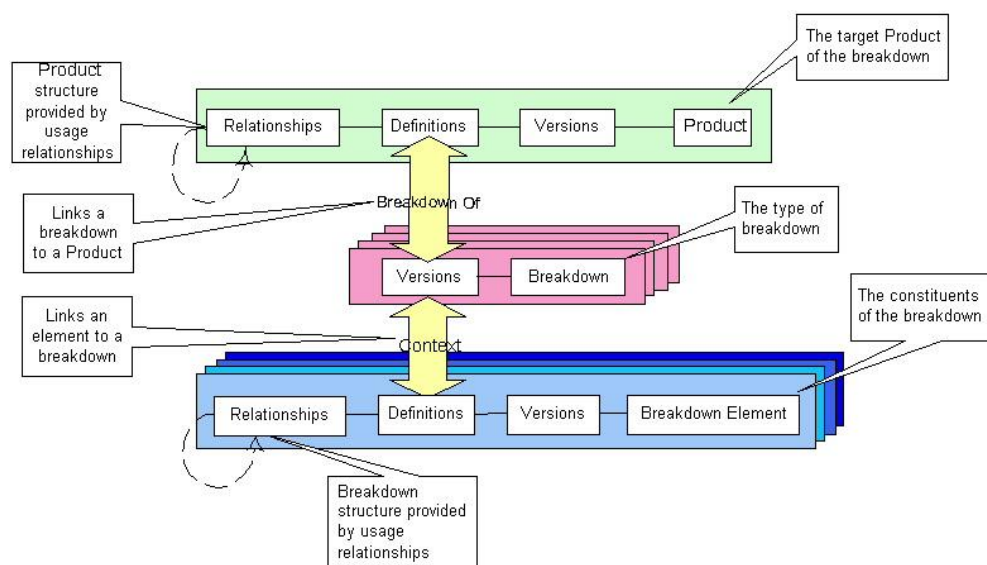 The target Product
of the breakdown
Product
structure
provided by
usage
relationships
Relationships
Definitions
Versions
Product
Links a
breakdown
to a Product
Breakdown Of
The type of
breakdown
Versions
Breakdown
Links an
element to a
breakdown
Context
The constituents
of the breakdown
Relationships
Definitions
Versions
Breakdown Element
Breakdown
structure provided
by usage
relationships